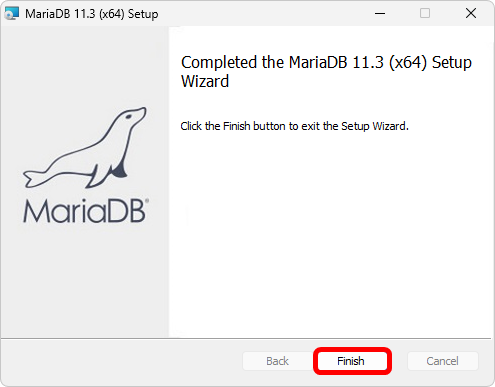 MariaDB 11.3 (x64) Setup
Completed the MariaDB 11.3 (x64) Setup
Wizard
Click the Finish button to exit the Setup Wizard.
MariaDB®
Back
Finish
Cancel